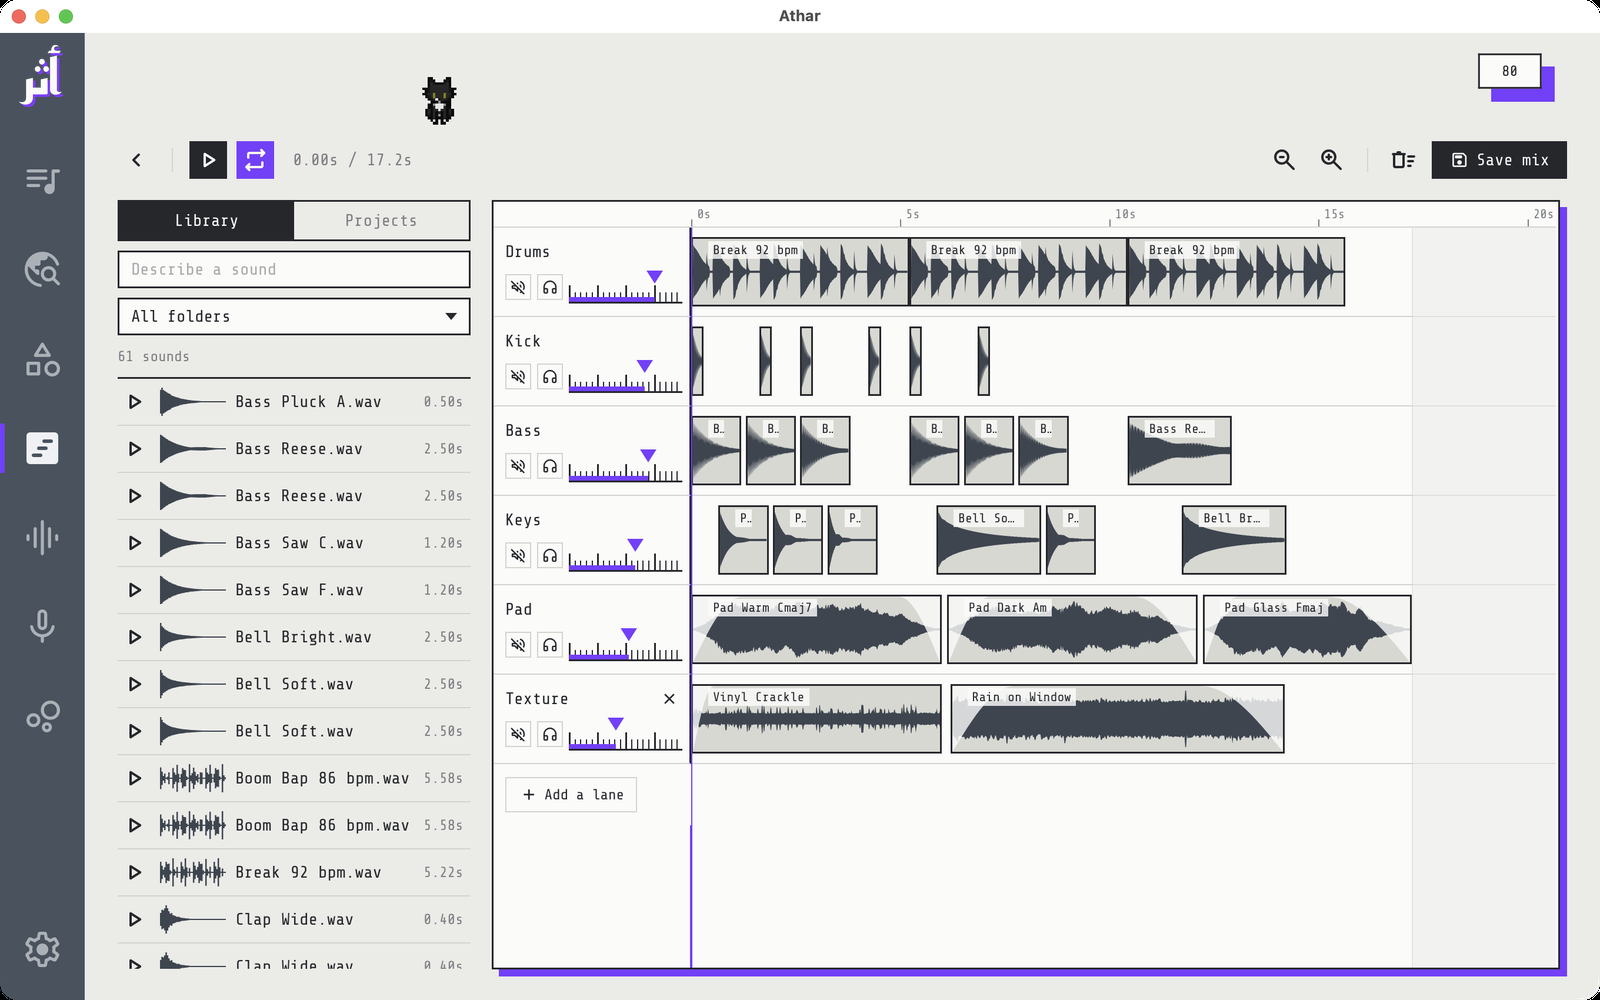 Athar
أثر
80
0.00s / 17.2s
Save mix
Library
Projects
Describe a sound
All folders
61 sounds
Bass Pluck A.wav 0.50s
Bass Reese.wav 2.50s
Bass Reese.wav 2.50s
Bass Saw C.wav 1.20s
Bass Saw F.wav 1.20s
Bell Bright.wav 2.50s
Bell Soft.wav 2.50s
Bell Soft.wav 2.50s
Boom Bap 86 bpm.wav 5.58s
Boom Bap 86 bpm.wav 5.58s
Break 92 bpm.wav 5.22s
Clap Wide.wav 0.40s
Clap Wide.wav 0.40s
0s 5s 10s 15s 20s
Drums
Break 92 bpm Break 92 bpm Break 92 bpm
Kick
Bass
B… B… B… B… B… B… Bass Re…
Keys
P… P… P… Bell So… P… Bell Br…
Pad
Pad Warm Cmaj7 Pad Dark Am Pad Glass Fmaj
Texture
Vinyl Crackle Rain on Window
Add a lane